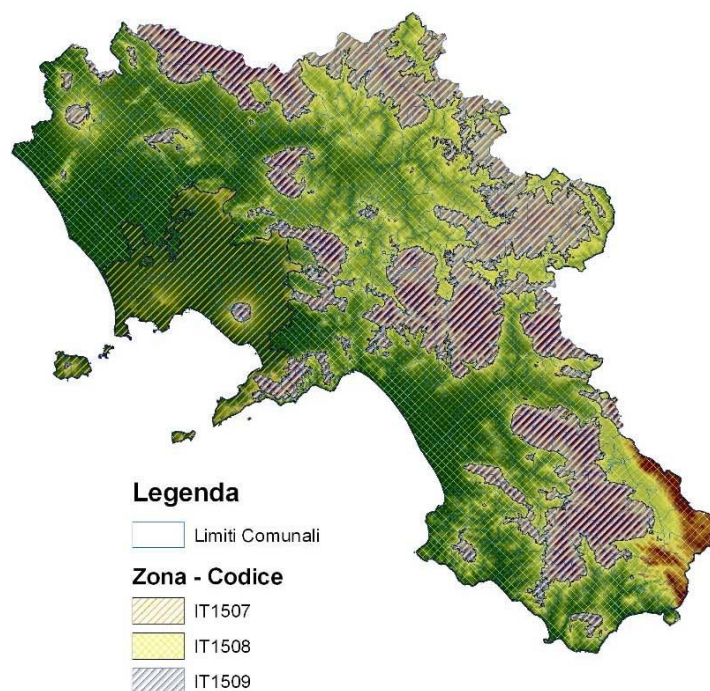 Legenda
Limiti Comunali
Zona - Codice
IT1507
IT1508
IT1509